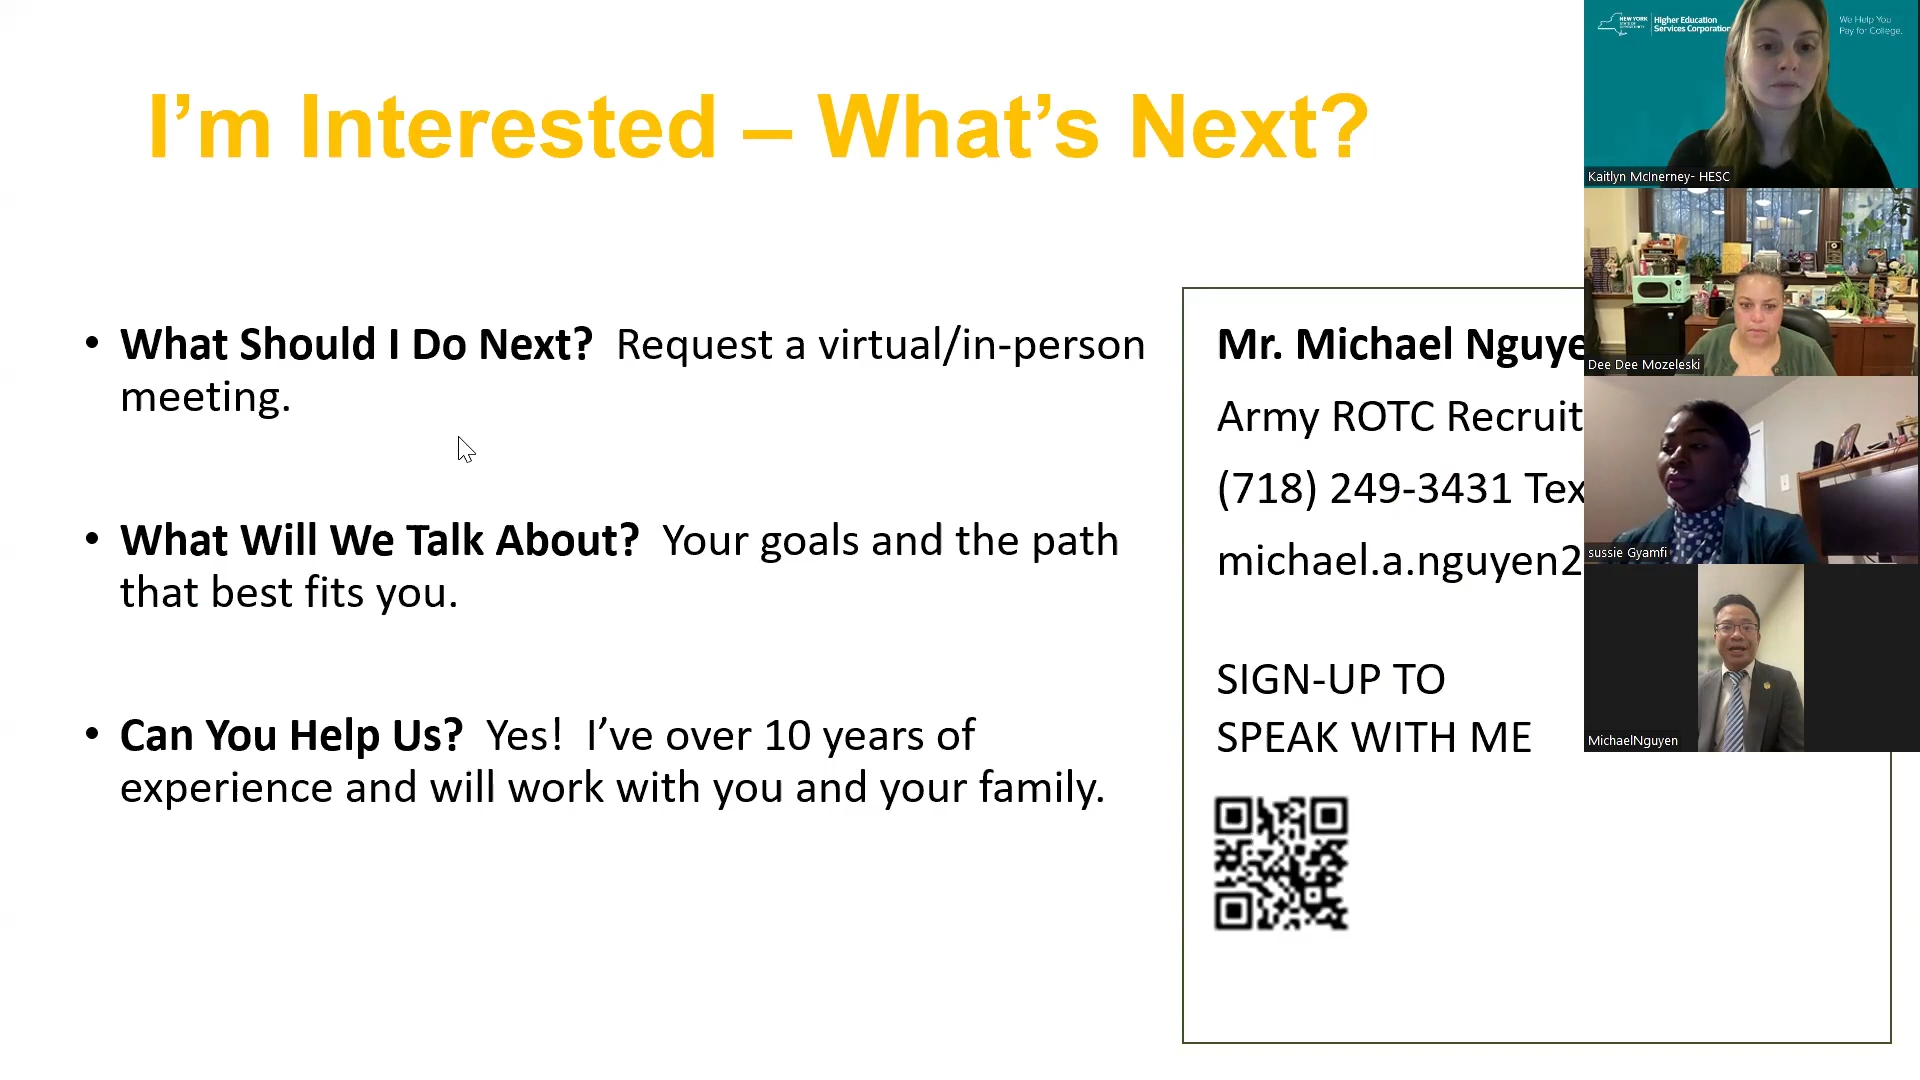 I'm Interested – What's Next?
• What Should I Do Next? Request a virtual/in-person
meeting.
• What Will We Talk About? Your goals and the path
that best fits you.
• Can You Help Us? Yes! I've over 10 years of
experience and will work with you and your family.
Mr. Michael Nguye
Army ROTC Recruit
(718) 249-3431 Tex
michael.a.nguyen2
SIGN-UP TO
SPEAK WITH ME
NEW YORK
Higher Education
Services Corporation
We Help You
Pay for College.
Kaitlyn McInerney- HESC
Dee Dee Mozeleski
sussie Gyamfi
MichaelNguyen